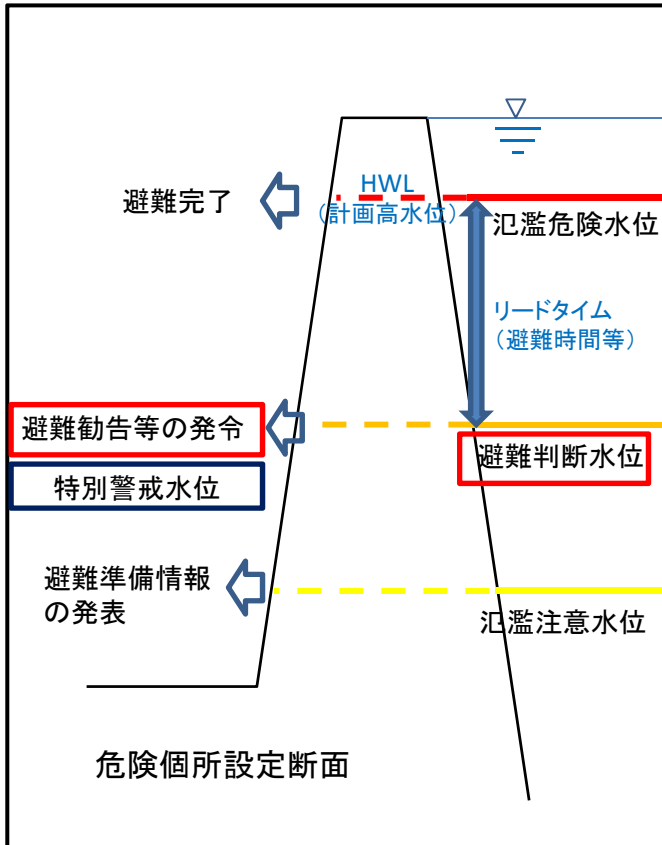 HWL
避難完了
（計画高水位）
氾濫危険水位
リードタイム
（避難時間等）
避難勧告等の発令
避難判断水位
特別警戒水位
避難準備情報
の発表
氾濫注意水位
危険個所設定断面